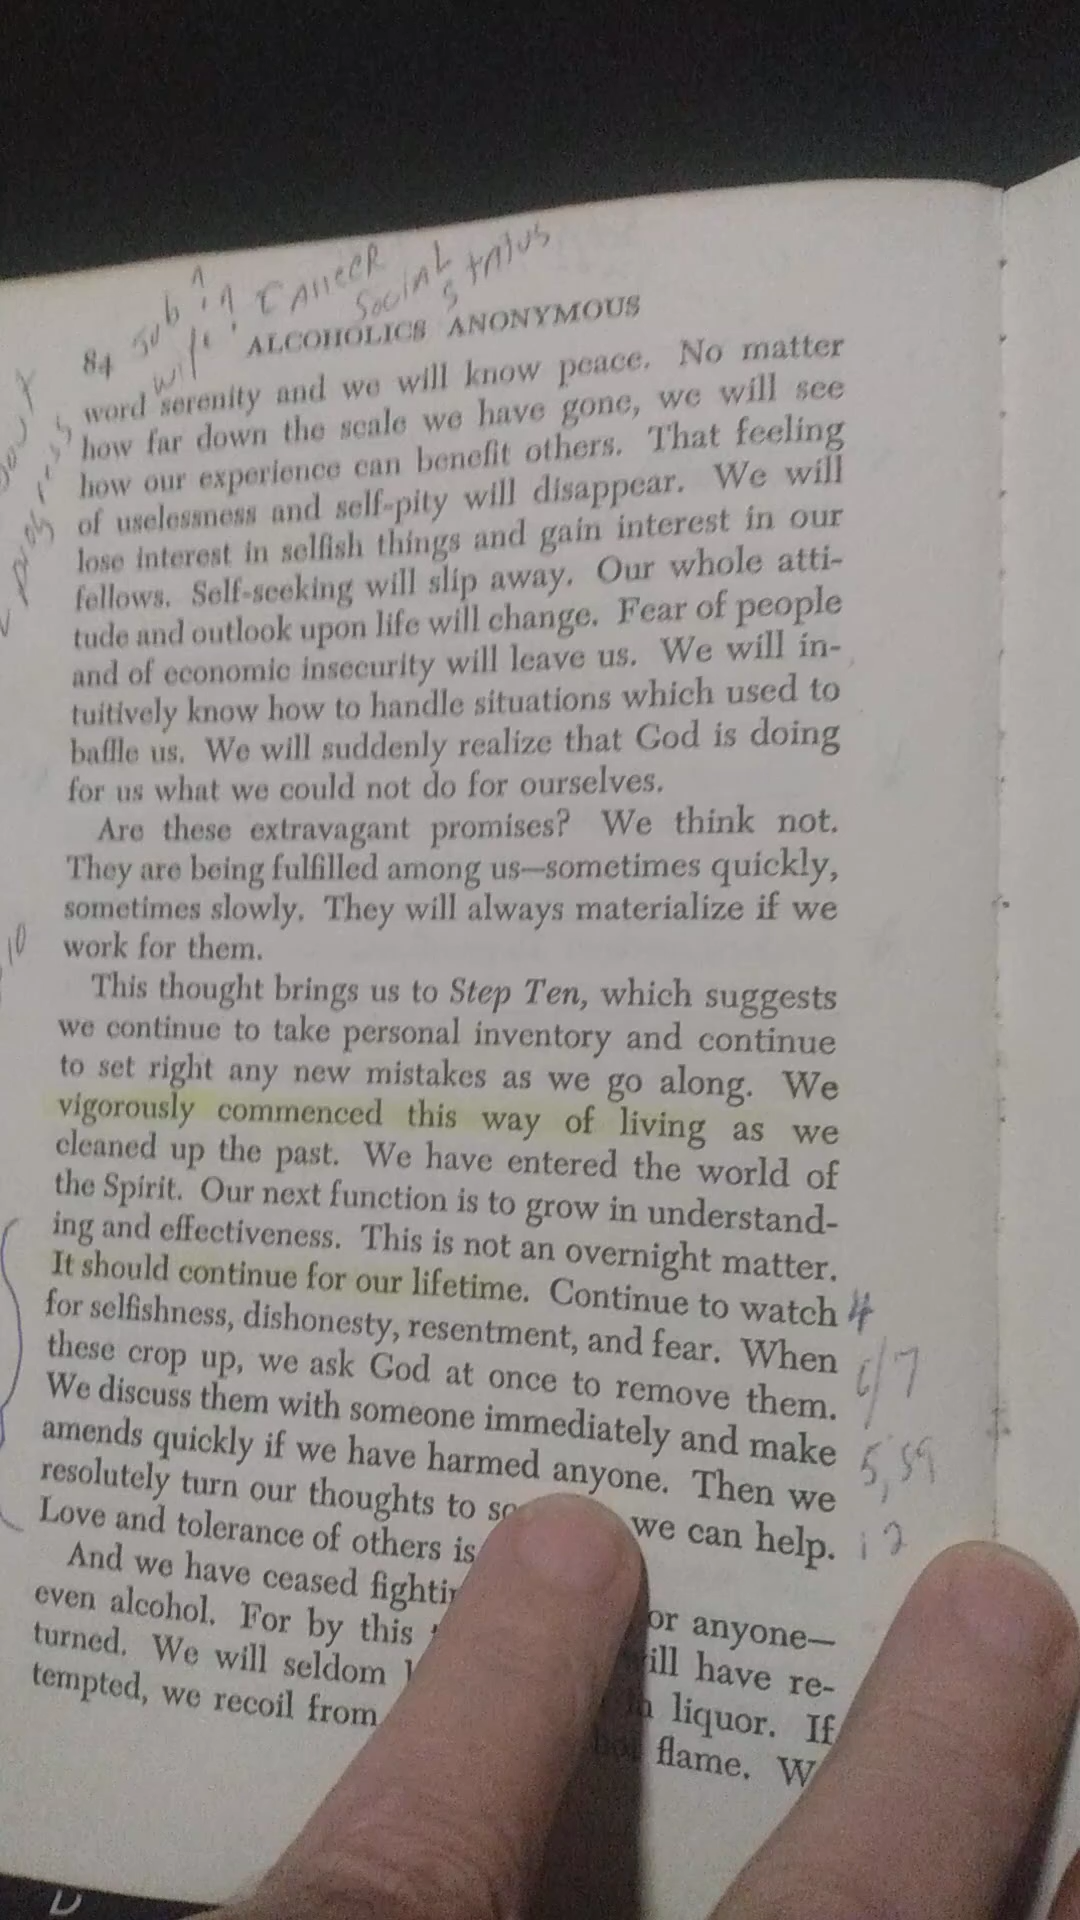 CANCER
SOCIAL
STATUS
84 ALCOHOLICS ANONYMOUS
word serenity and we will know peace. No matter
how far down the scale we have gone, we will see
how our experience can benefit others. That feeling
of uselessness and self-pity will disappear. We will
lose interest in selfish things and gain interest in our
fellows. Self-seeking will slip away. Our whole atti-
tude and outlook upon life will change. Fear of people
and of economic insecurity will leave us. We will in-
tuitively know how to handle situations which used to
baffle us. We will suddenly realize that God is doing
for us what we could not do for ourselves.
Are these extravagant promises? We think not.
They are being fulfilled among us—sometimes quickly,
sometimes slowly. They will always materialize if we
work for them.
10
This thought brings us to Step Ten, which suggests
we continue to take personal inventory and continue
to set right any new mistakes as we go along. We
vigorously commenced this way of living as we
cleaned up the past. We have entered the world of
the Spirit. Our next function is to grow in understand-
ing and effectiveness. This is not an overnight matter.
It should continue for our lifetime. Continue to watch 4
for selfishness, dishonesty, resentment, and fear. When
these crop up, we ask God at once to remove them. 6/7
We discuss them with someone immediately and make
amends quickly if we have harmed anyone. Then we 5,
resolutely turn our thoughts to we can help. 12
Love and tolerance of others is
And we have ceased or anyone—
even alcohol. For by this will have re-
turned. We will seldom in liquor. If
tempted, we recoil from hot flame.